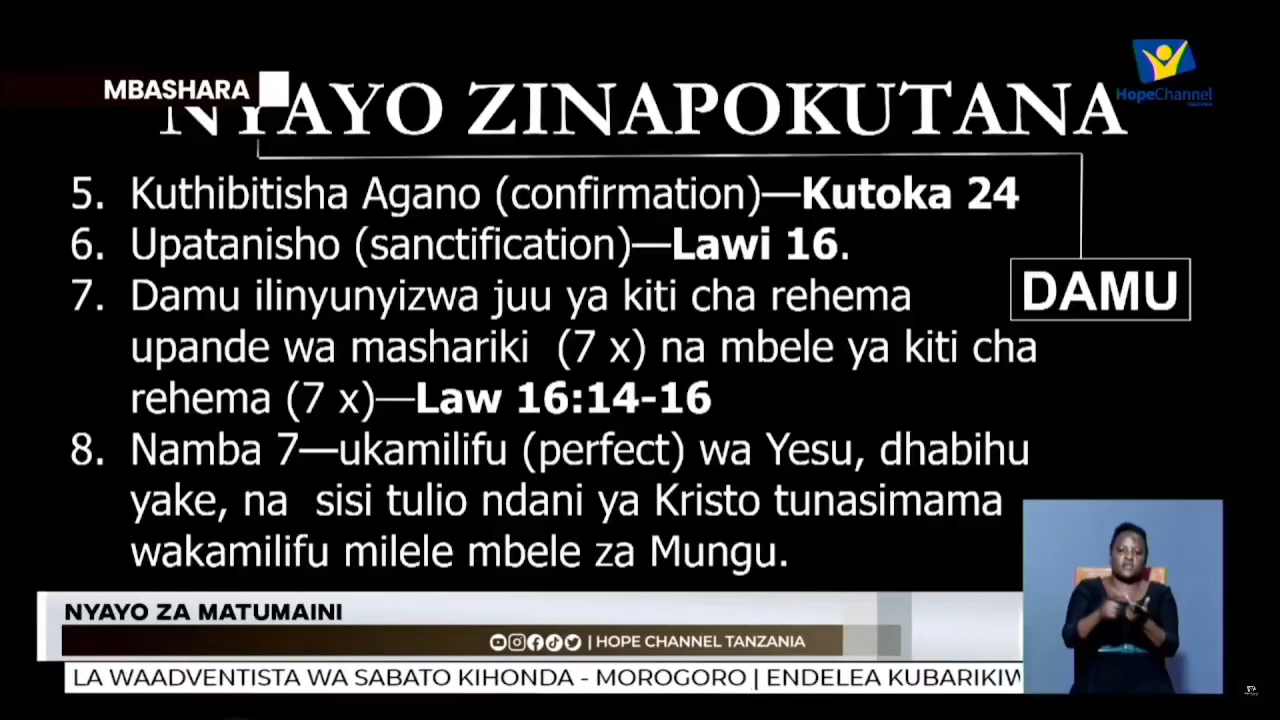 MBASHARA
HopeChannel
TANZANIA
NYAYO ZINAPOKUTANA
5. Kuthibitisha Agano (confirmation)—Kutoka 24
6. Upatanisho (sanctification)—Lawi 16.
DAMU
7. Damu ilinyunyizwa juu ya kiti cha rehema
upande wa mashariki (7 x) na mbele ya kiti cha
rehema (7 x)—Law 16:14-16
8. Namba 7—ukamilifu (perfect) wa Yesu, dhabihu
yake, na sisi tulio ndani ya Kristo tunasimama
wakamilifu milele mbele za Mungu.
NYAYO ZA MATUMAINI
| HOPE CHANNEL TANZANIA
LA WAADVENTISTA WA SABATO KIHONDA - MOROGORO | ENDELEA KUBARIKIW